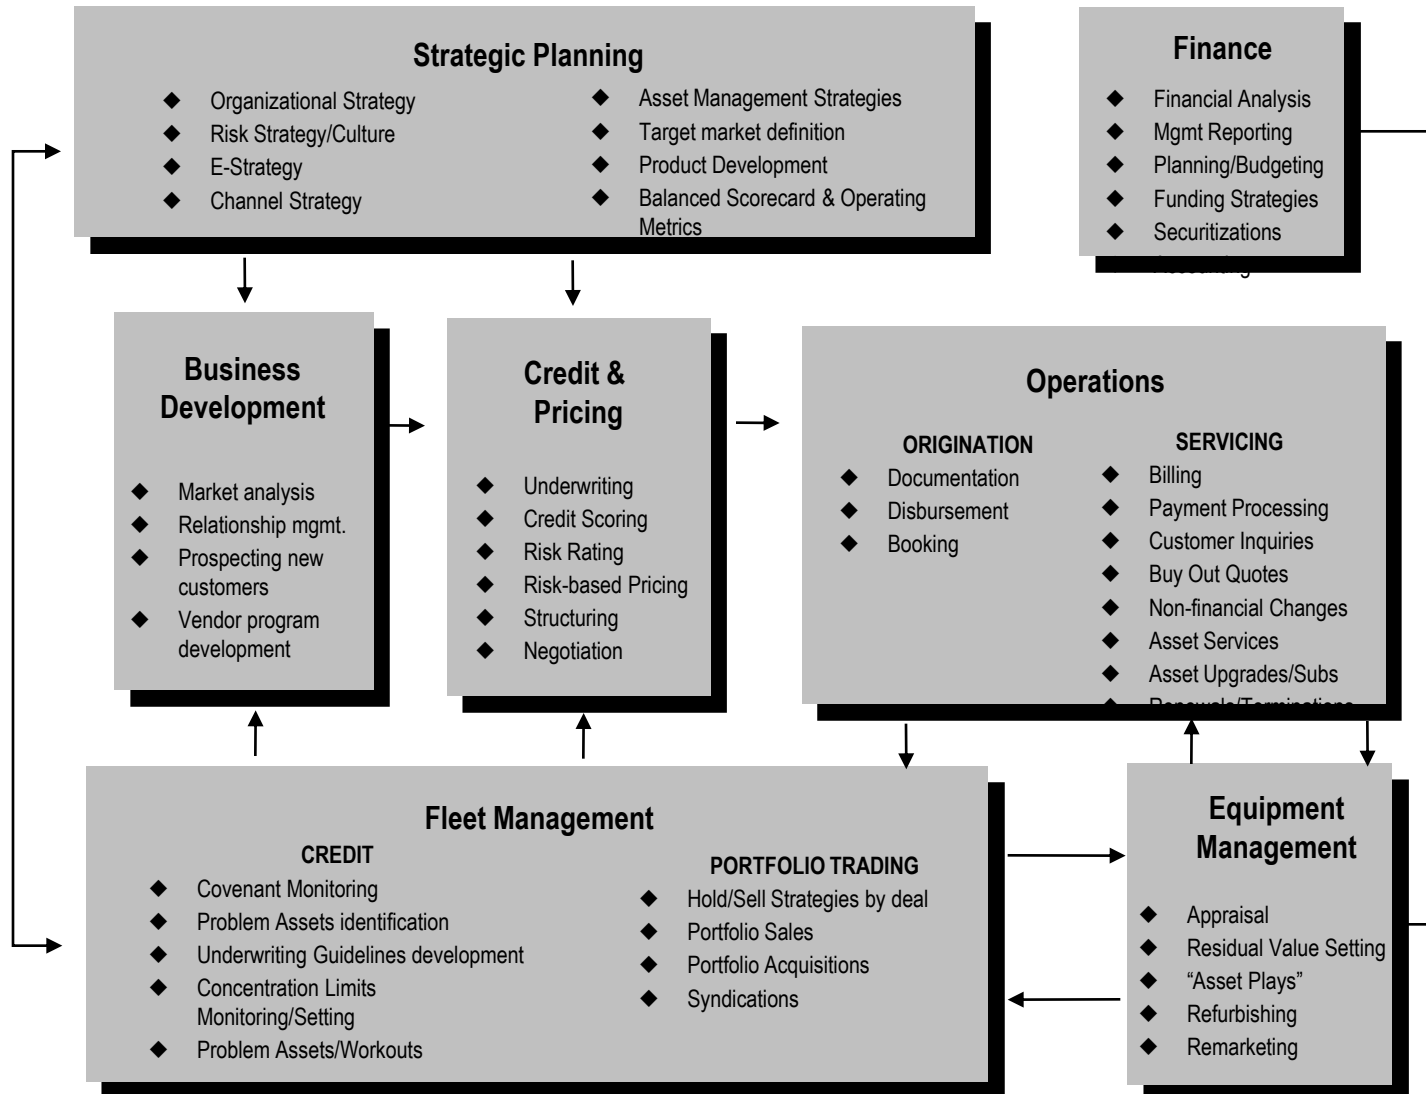 Strategic Planning
Organizational Strategy
Risk Strategy/Culture
E-Strategy
Channel Strategy
Asset Management Strategies
Target market definition
Product Development
Balanced Scorecard & Operating
Metrics
Finance
Financial Analysis
Mgmt Reporting
Planning/Budgeting
Funding Strategies
Securitizations
Business
Development
Market analysis
Relationship mgmt.
Prospecting new
customers
Vendor program
development
Credit &
Pricing
Underwriting
Credit Scoring
Risk Rating
Risk-based Pricing
Structuring
Negotiation
Operations
ORIGINATION
Documentation
Disbursement
Booking
SERVICING
Billing
Payment Processing
Customer Inquiries
Buy Out Quotes
Non-financial Changes
Asset Services
Asset Upgrades/Subs
Renewals/Terminations
Fleet Management
CREDIT
Covenant Monitoring
Problem Assets identification
Underwriting Guidelines development
Concentration Limits
Monitoring/Setting
Problem Assets/Workouts
PORTFOLIO TRADING
Hold/Sell Strategies by deal
Portfolio Sales
Portfolio Acquisitions
Syndications
Equipment
Management
Appraisal
Residual Value Setting
“Asset Plays”
Refurbishing
Remarketing